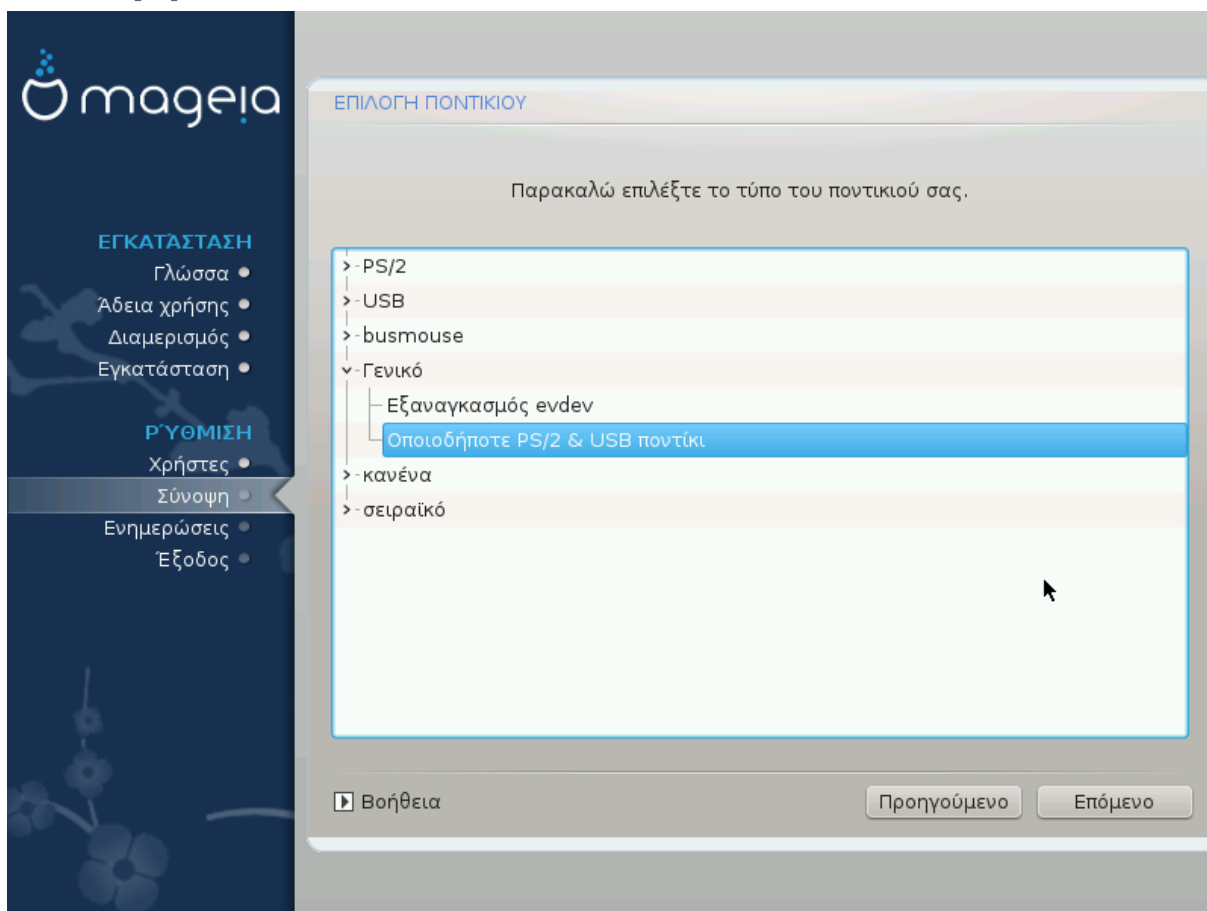 mageia
ΕΓΚΑΤΆΣΤΑΣΗ
Γλώσσα
Άδεια χρήσης
Διαμερισμός
Εγκατάσταση
ΡΎΘΜΙΣΗ
Χρήστες
Σύνοψη
Ενημερώσεις
Έξοδος
ΕΠΙΛΟΓΗ ΠΟΝΤΙΚΙΟΥ
Παρακαλώ επιλέξτε το τύπο του ποντικιού σας.
PS/2
USB
busmouse
Γενικό
Εξαναγκασμός evdev
Οποιοδήποτε PS/2 & USB ποντίκι
κανένα
σειραϊκό
Βοήθεια
Προηγούμενο
Επόμενο